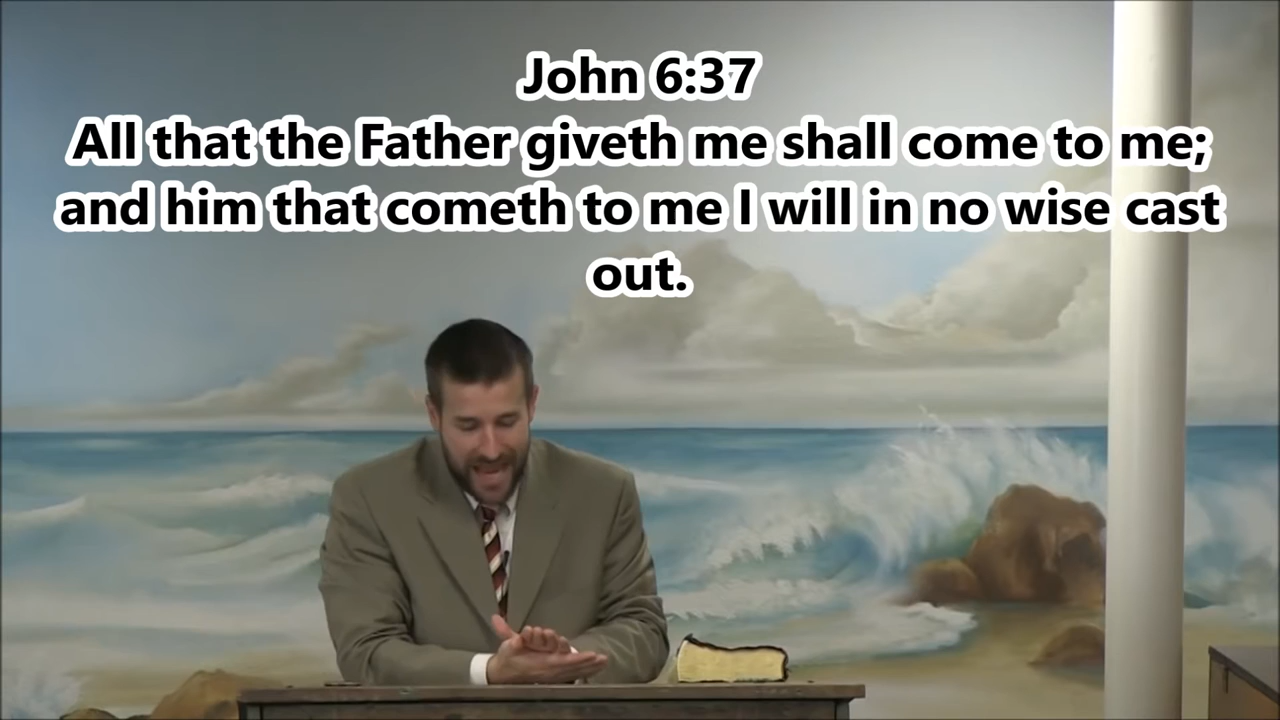 John 6:37
All that the Father giveth me shall come to me;
and him that cometh to me I will in no wise cast
out.